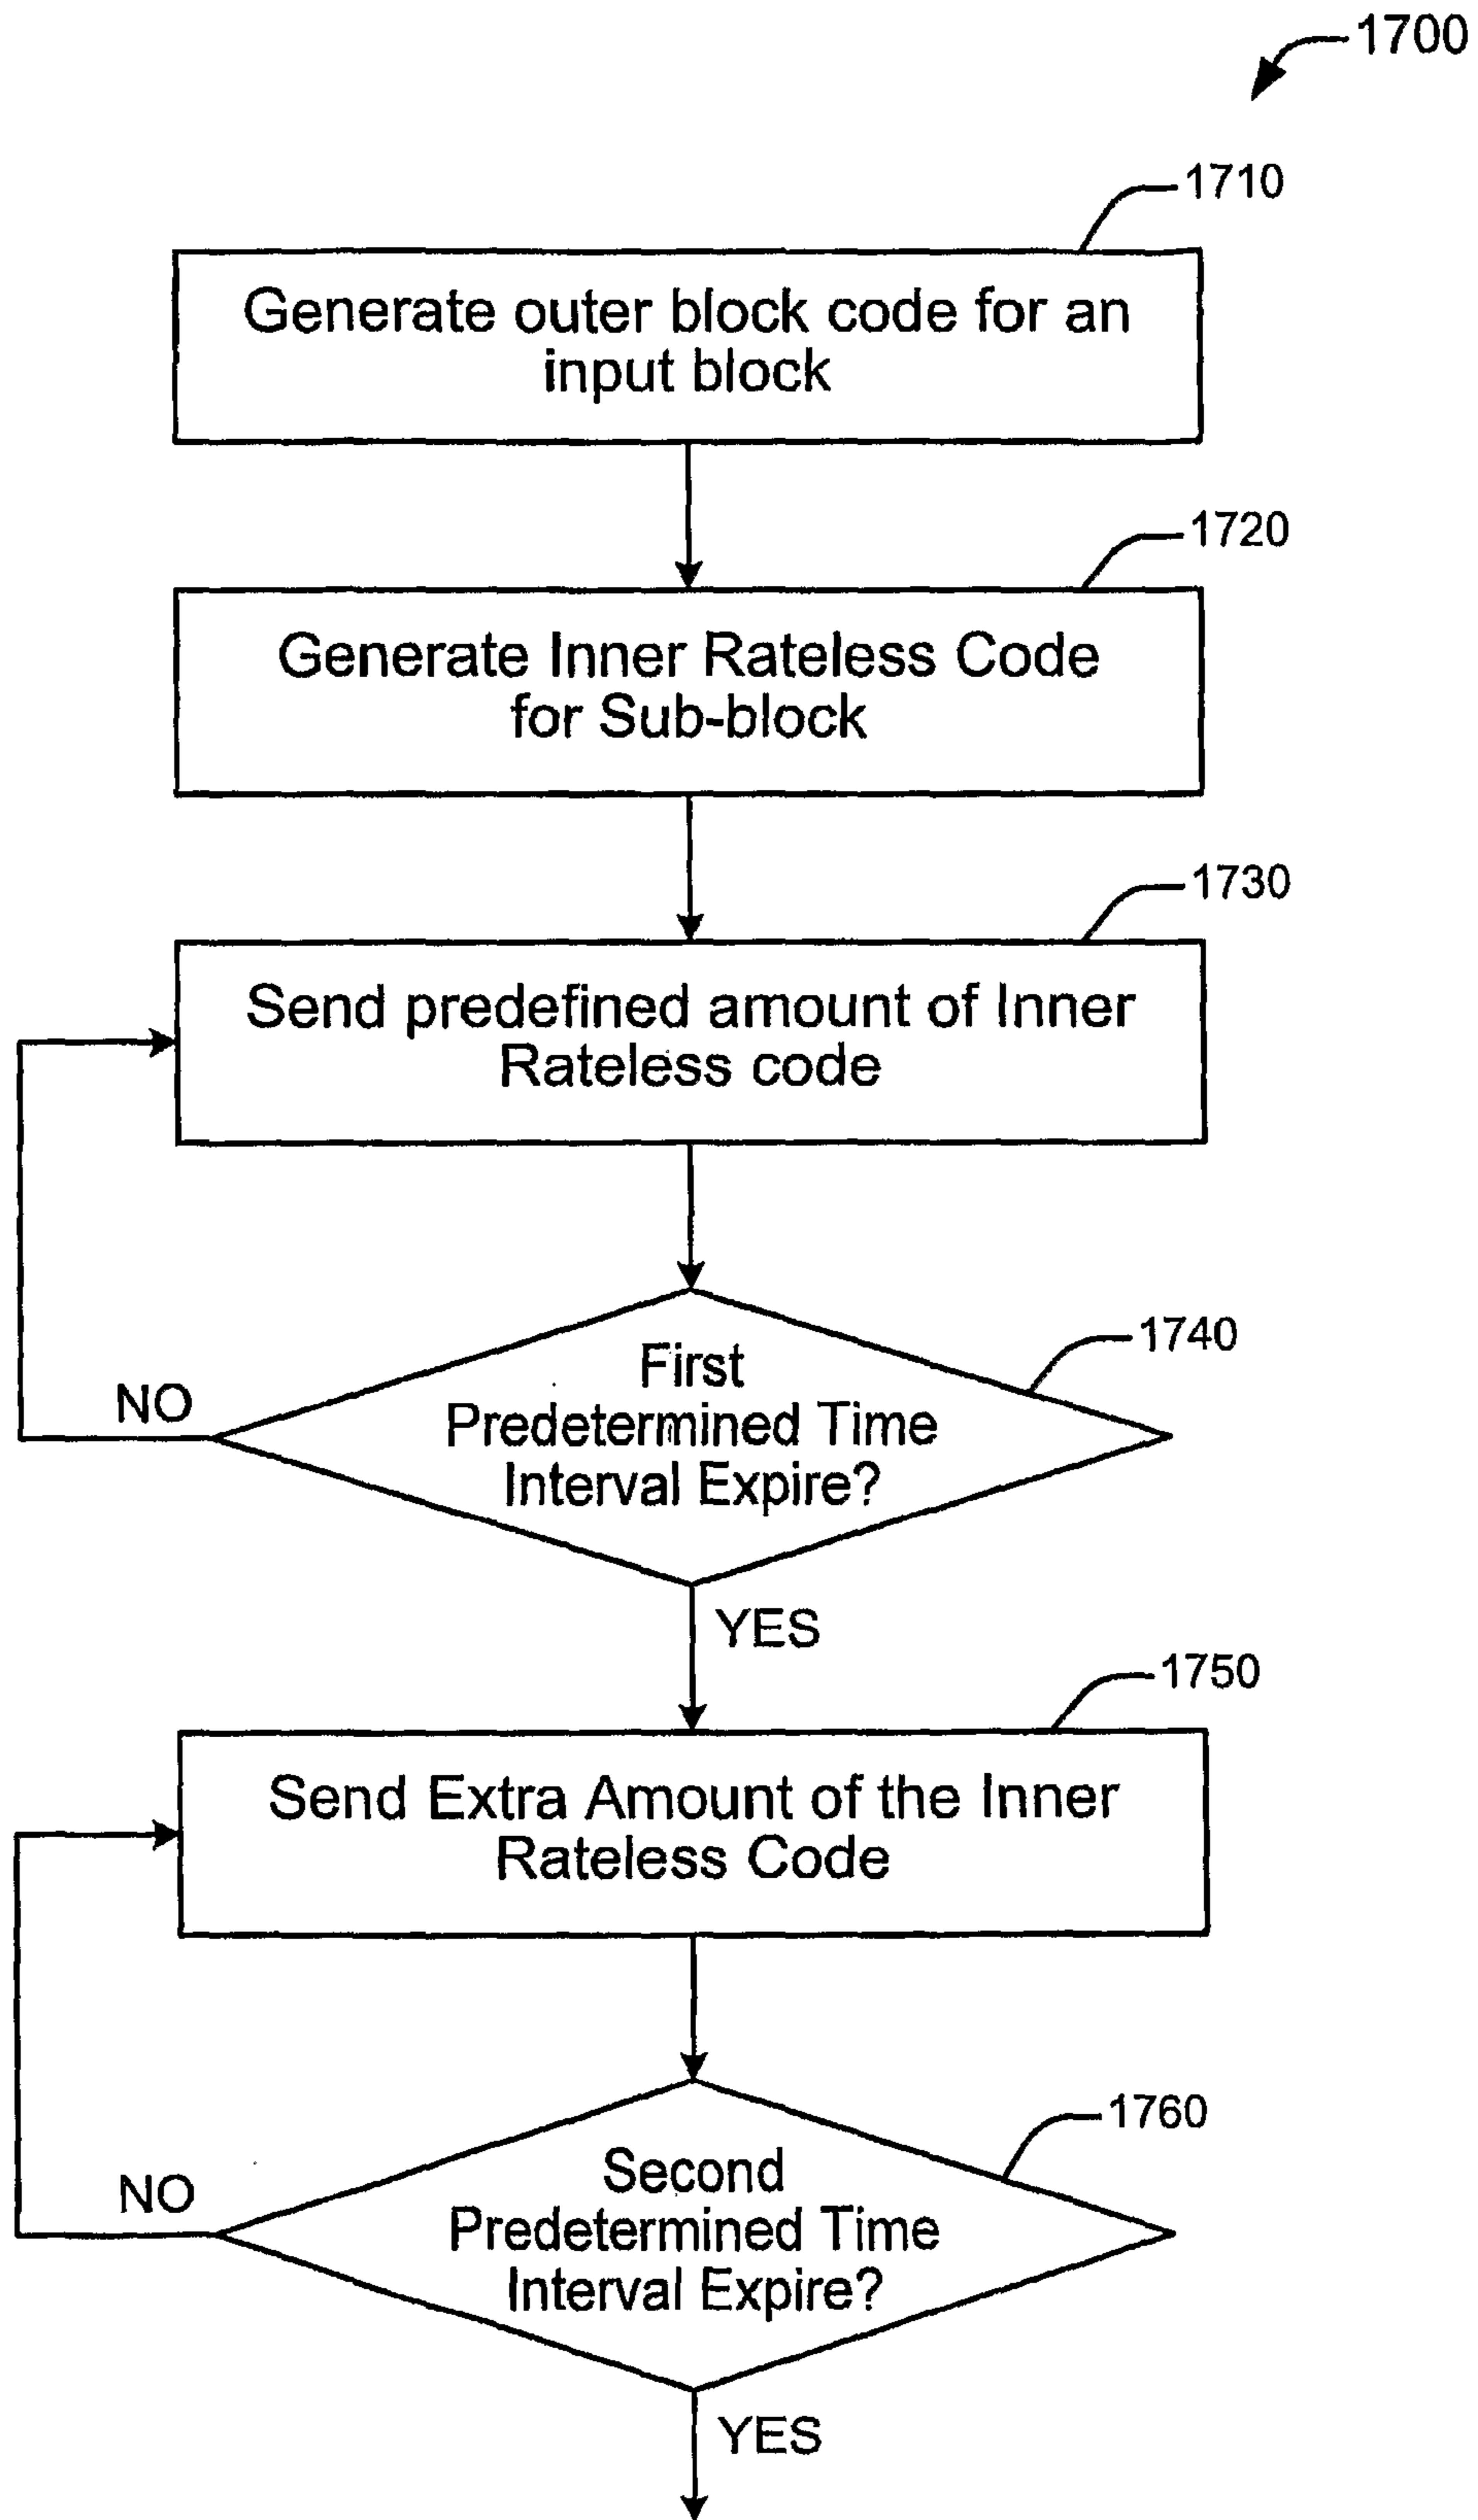 1700
1710
Generate outer block code for an
input block
1720
Generate Inner Rateless Code
for Sub-block
1730
Send predefined amount of Inner
Rateless code
1740
First
Predetermined Time
Interval Expire?
NO
YES
1750
Send Extra Amount of the Inner
Rateless Code
1760
Second
Predetermined Time
Interval Expire?
NO
YES